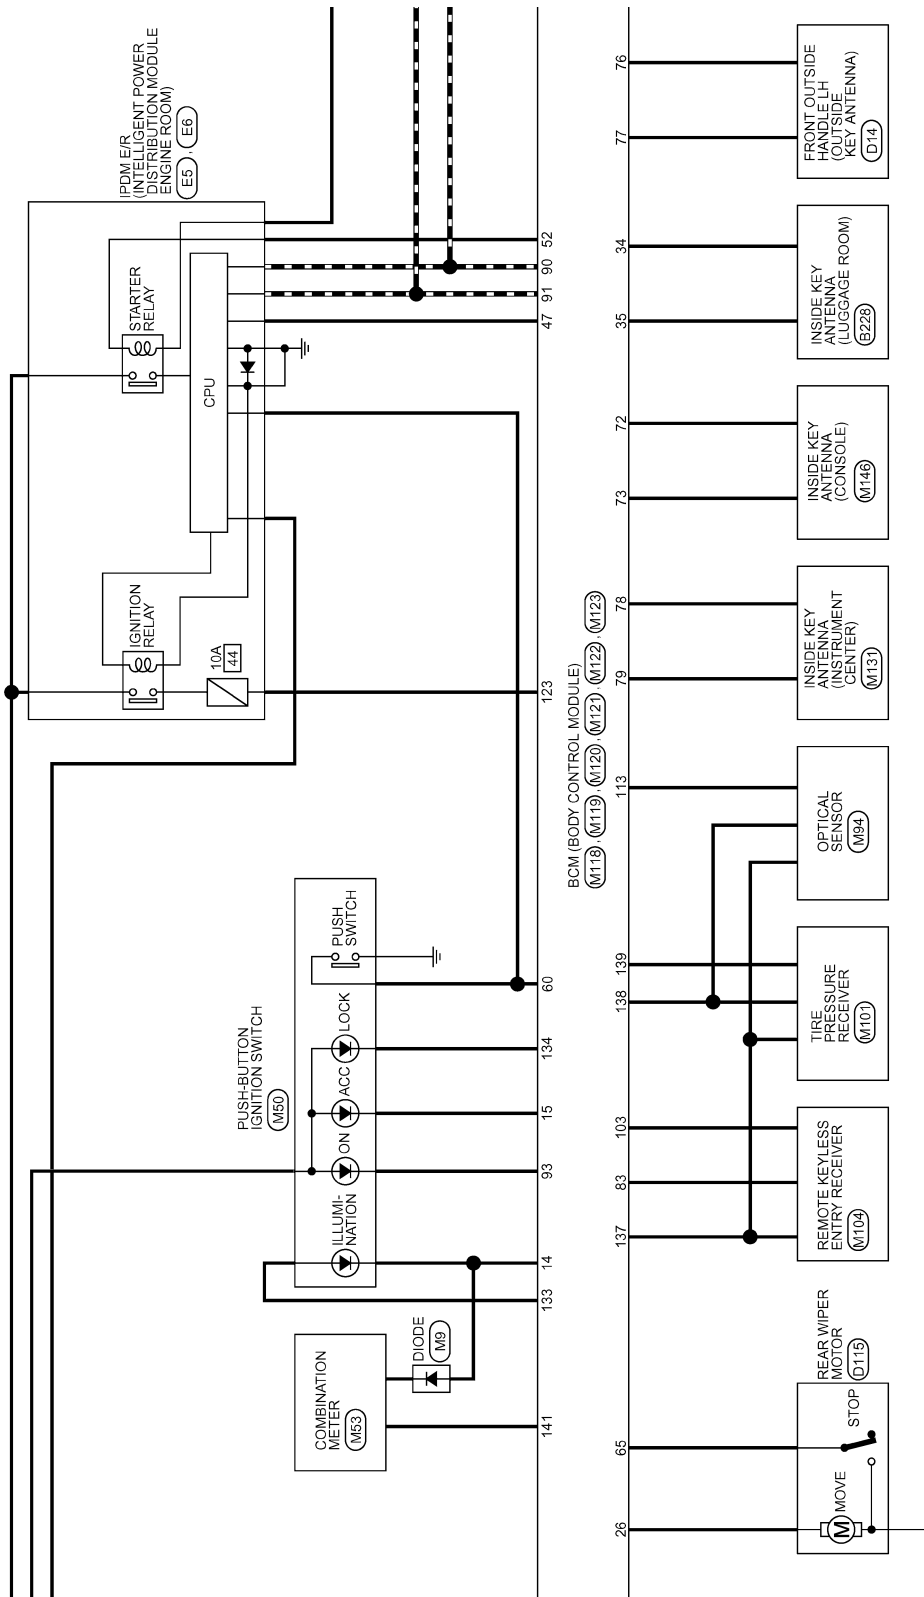 IPDM E/R
(INTELLIGENT POWER
DISTRIBUTION MODULE
ENGINE ROOM)
E5 , E6
STARTER
RELAY
CPU
IGNITION
RELAY
10A
44
52
90
91
47
123
PUSH-BUTTON
IGNITION SWITCH
M50
PUSH
SWITCH
LOCK
ACC
ON
ILLUMI-
NATION
60
134
15
93
14
133
141
DIODE
M9
COMBINATION
METER
M53
BCM (BODY CONTROL MODULE)
M118 , M119 , M120 , M121 , M122 , M123
76
77
34
35
72
73
78
79
113
139
138
103
83
137
65
26
FRONT OUTSIDE
HANDLE LH
(OUTSIDE
KEY ANTENNA)
D14
INSIDE KEY
ANTENNA
(LUGGAGE ROOM)
B228
INSIDE KEY
ANTENNA
(CONSOLE)
M146
INSIDE KEY
ANTENNA
(INSTRUMENT
CENTER)
M131
OPTICAL
SENSOR
M94
TIRE
PRESSURE
RECEIVER
M101
REMOTE KEYLESS
ENTRY RECEIVER
M104
REAR WIPER
MOTOR
D115
STOP
MOVE
M